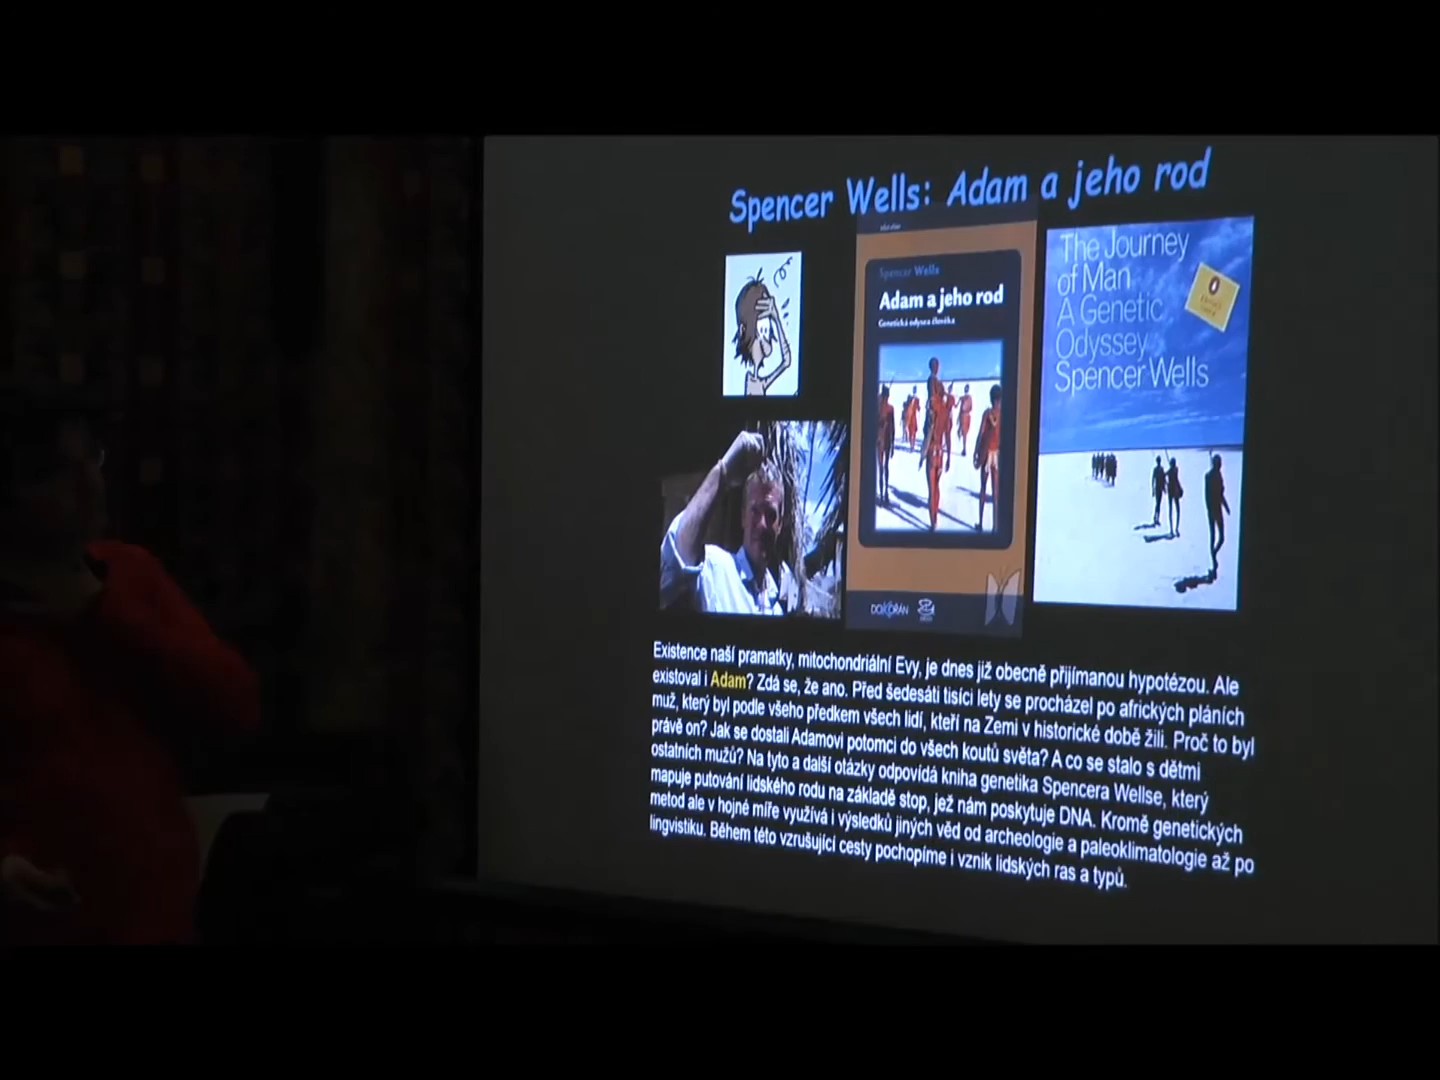 Spencer Wells: Adam a jeho rod
Spencer Wells
Adam a jeho rod
Genetická odysea člověka
DOKOŘÁN
The Journey
of Man
A Genetic
Odyssey
Spencer Wells
Existence naší pramatky, mitochondriální Evy, je dnes již obecně přijímanou hypotézou. Ale
existoval i Adam? Zdá se, že ano. Před šedesáti tisíci lety se procházel po afrických pláních
muž, který byl podle všeho předkem všech lidí, kteří na Zemi v historické době žili. Proč to byl
právě on? Jak se dostali Adamovi potomci do všech koutů světa? A co se stalo s dětmi
ostatních mužů? Na tyto a další otázky odpovídá kniha genetika Spencera Wellse, který
mapuje putování lidského rodu na základě stop, jež nám poskytuje DNA. Kromě genetických
metod ale v hojné míře využívá i výsledků jiných věd od archeologie a paleoklimatologie až po
lingvistiku. Během této vzrušující cesty pochopíme i vznik lidských ras a typů.